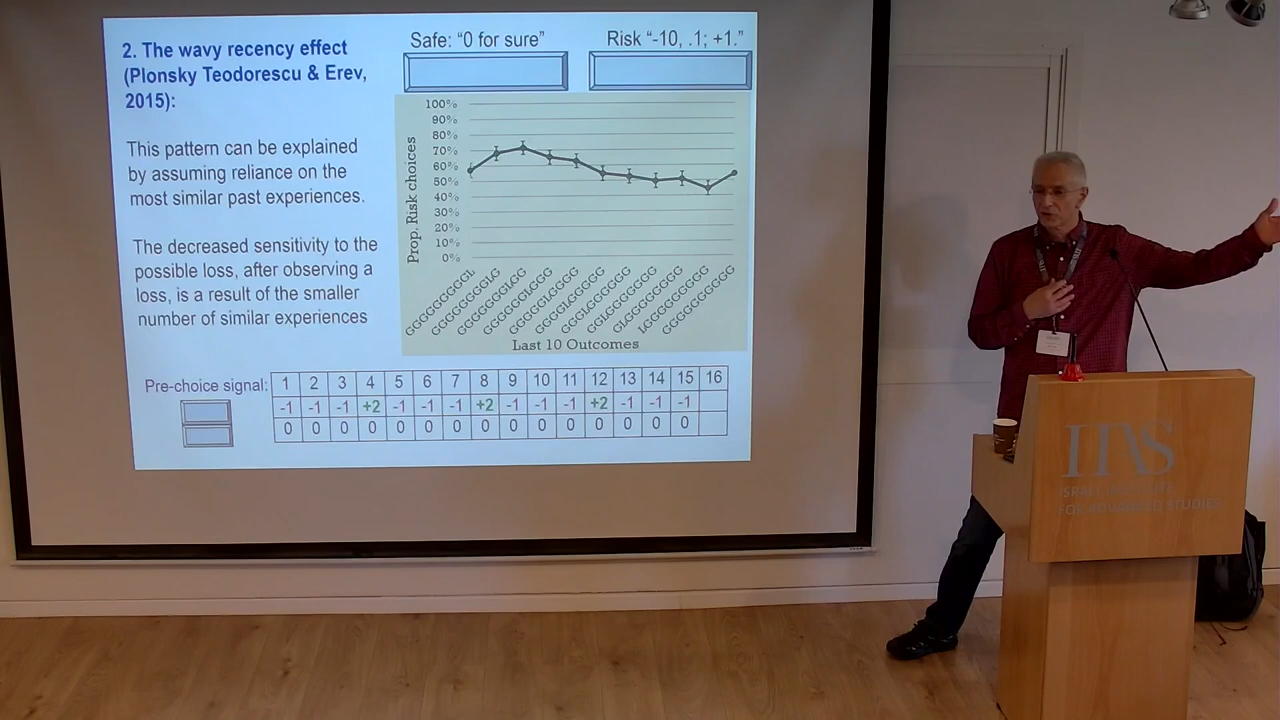 2. The wavy recency effect
(Plonsky Teodorescu & Erev,
2015):
This pattern can be explained
by assuming reliance on the
most similar past experiences.
The decreased sensitivity to the
possible loss, after observing a
loss, is a result of the smaller
number of similar experiences
Safe: “0 for sure”
Risk “-10, .1; +1.”
Prop. Risk choices
100%
90%
80%
70%
60%
50%
40%
30%
20%
10%
0%
GGGGGGGGGL
GGGGGGGGLG
GGGGGGGLGG
GGGGGGLGGG
GGGGGLGGGG
GGGGLGGGGG
GGGLGGGGGG
GGLGGGGGGG
GLGGGGGGGG
LGGGGGGGGG
GGGGGGGGGG
Last 10 Outcomes
Pre-choice signal:
1 2 3 4 5 6 7 8 9 10 11 12 13 14 15 16
-1 -1 -1 +2 -1 -1 -1 +2 -1 -1 -1 +2 -1 -1 -1
0 0 0 0 0 0 0 0 0 0 0 0 0 0 0
IIAS
ISRAEL INSTITUTE
FOR ADVANCED STUDIES